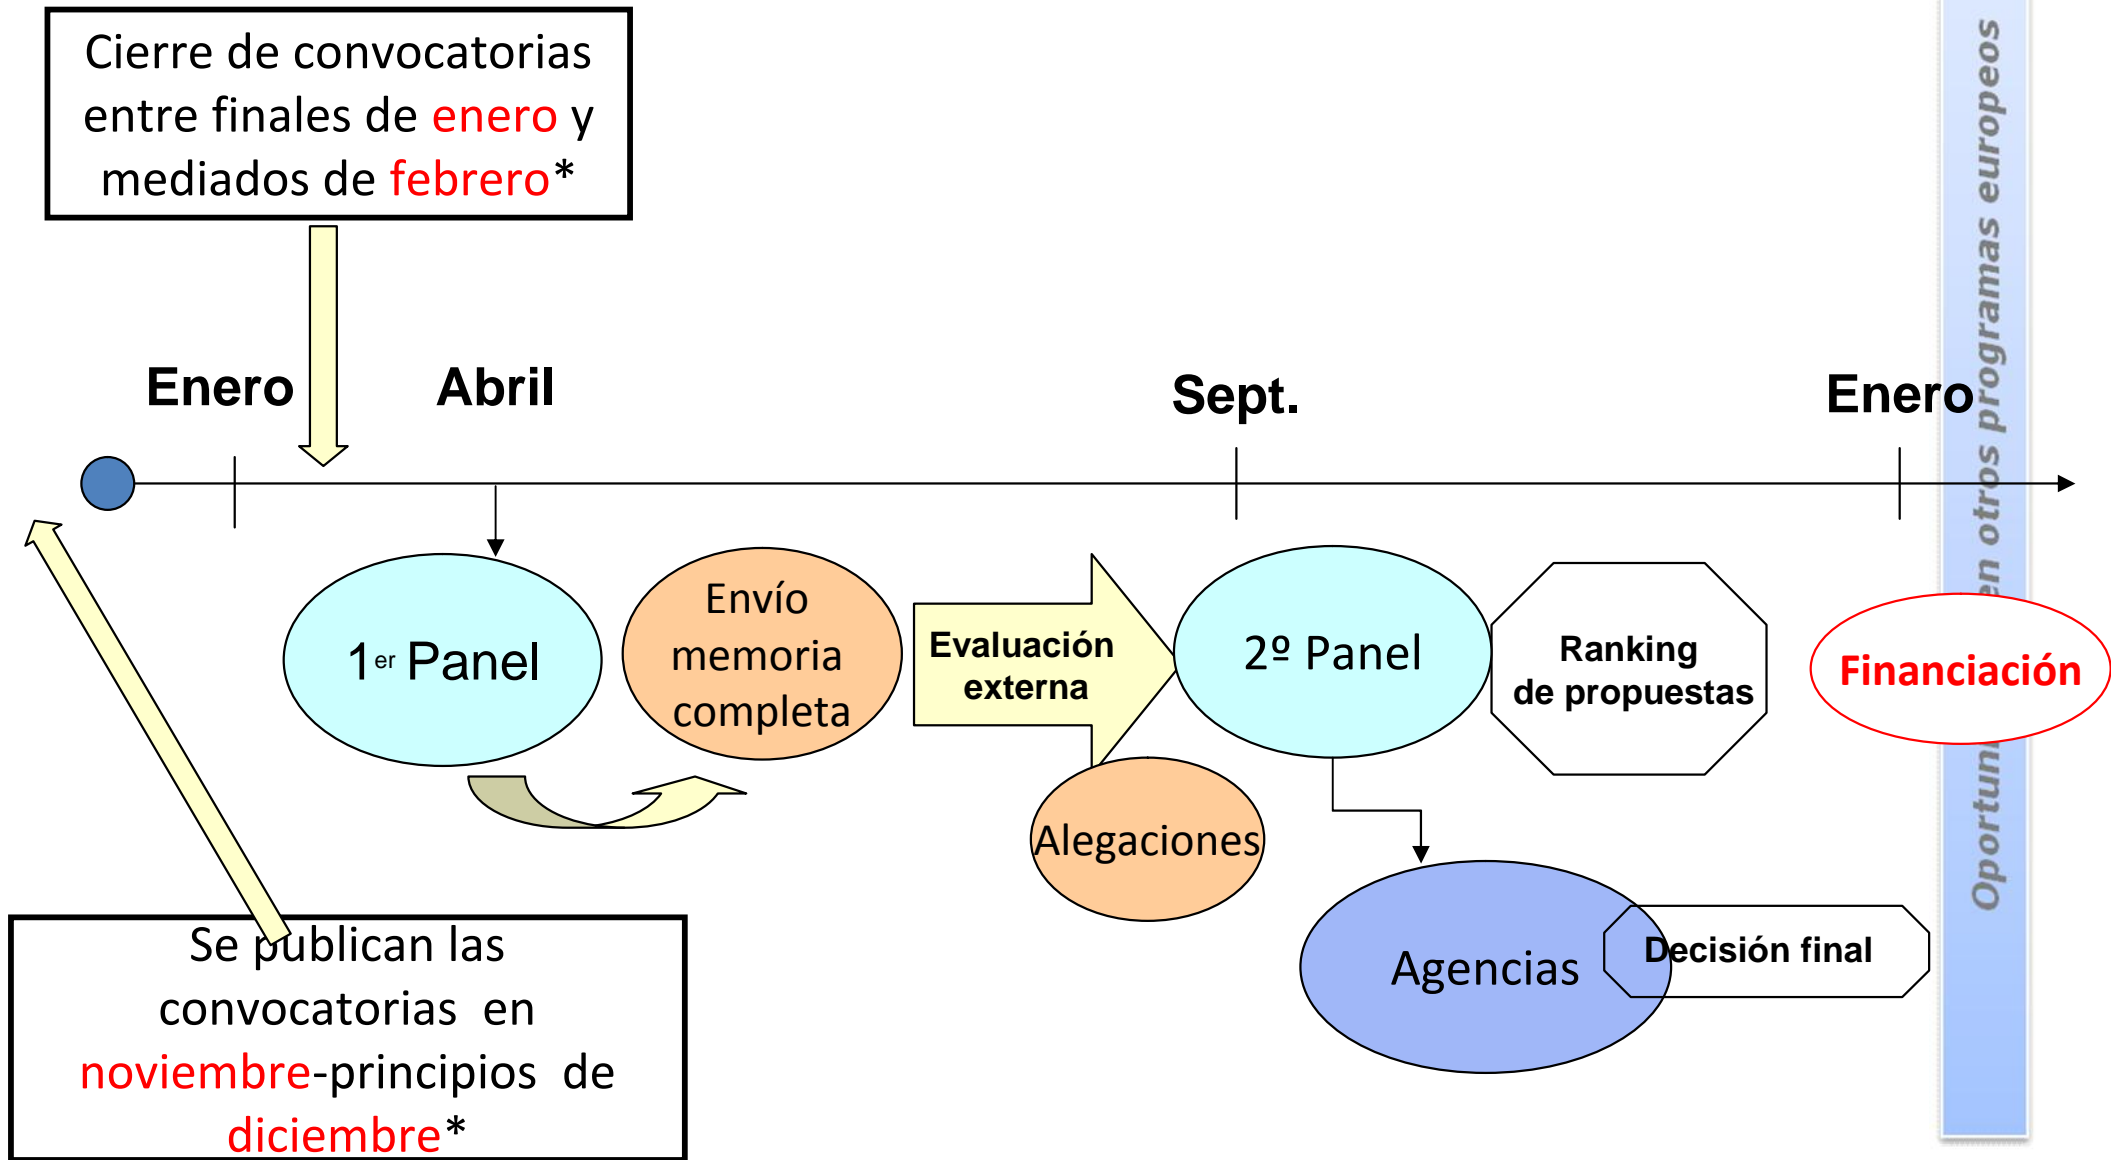 Cierre de convocatorias
entre finales de enero y
mediados de febrero*
Enero
Abril
Sept.
Enero
1er Panel
Envío
memoria
completa
Evaluación
externa
2º Panel
Ranking
de propuestas
Financiación
Alegaciones
Agencias
Decisión final
Se publican las
convocatorias en
noviembre-principios de
diciembre*
en otros programas europeos